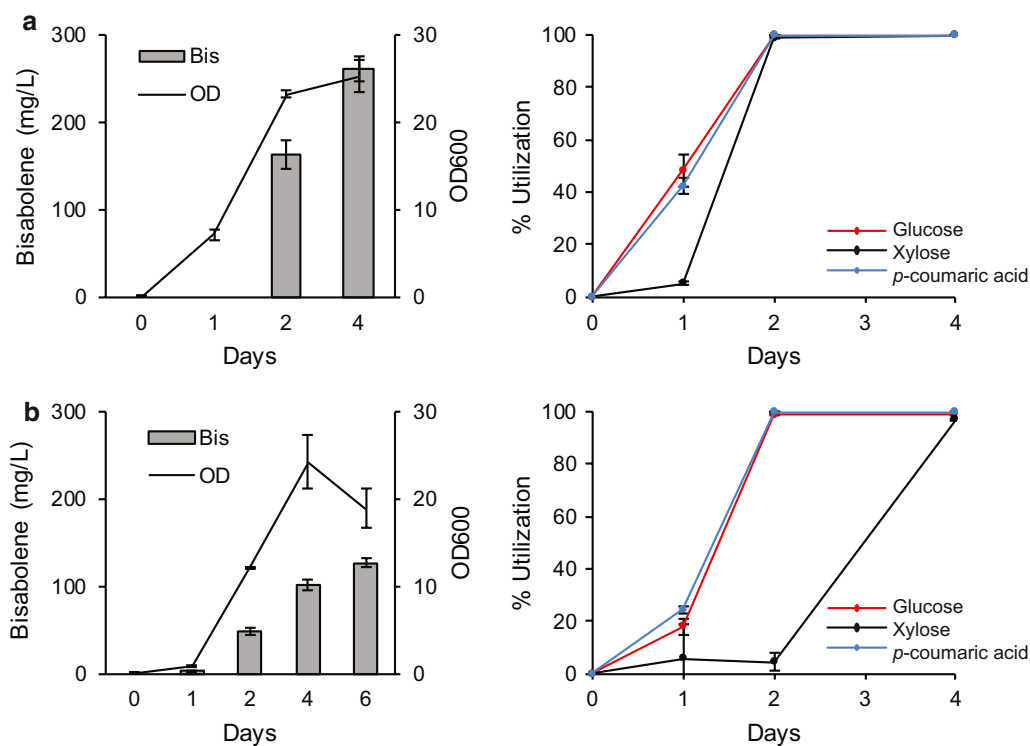 a
Bisabolene (mg/L)
300
200
100
0
Bis
OD
30
20
10
0
OD600
0 1 2 4
Days
% Utilization
100
80
60
40
20
0
Glucose
Xylose
p-coumaric acid
0 1 2 3 4
Days
b
Bisabolene (mg/L)
300
200
100
0
Bis
OD
30
20
10
0
OD600
0 1 2 4 6
Days
% Utilization
100
80
60
40
20
0
Glucose
Xylose
p-coumaric acid
0 1 2 3 4
Days